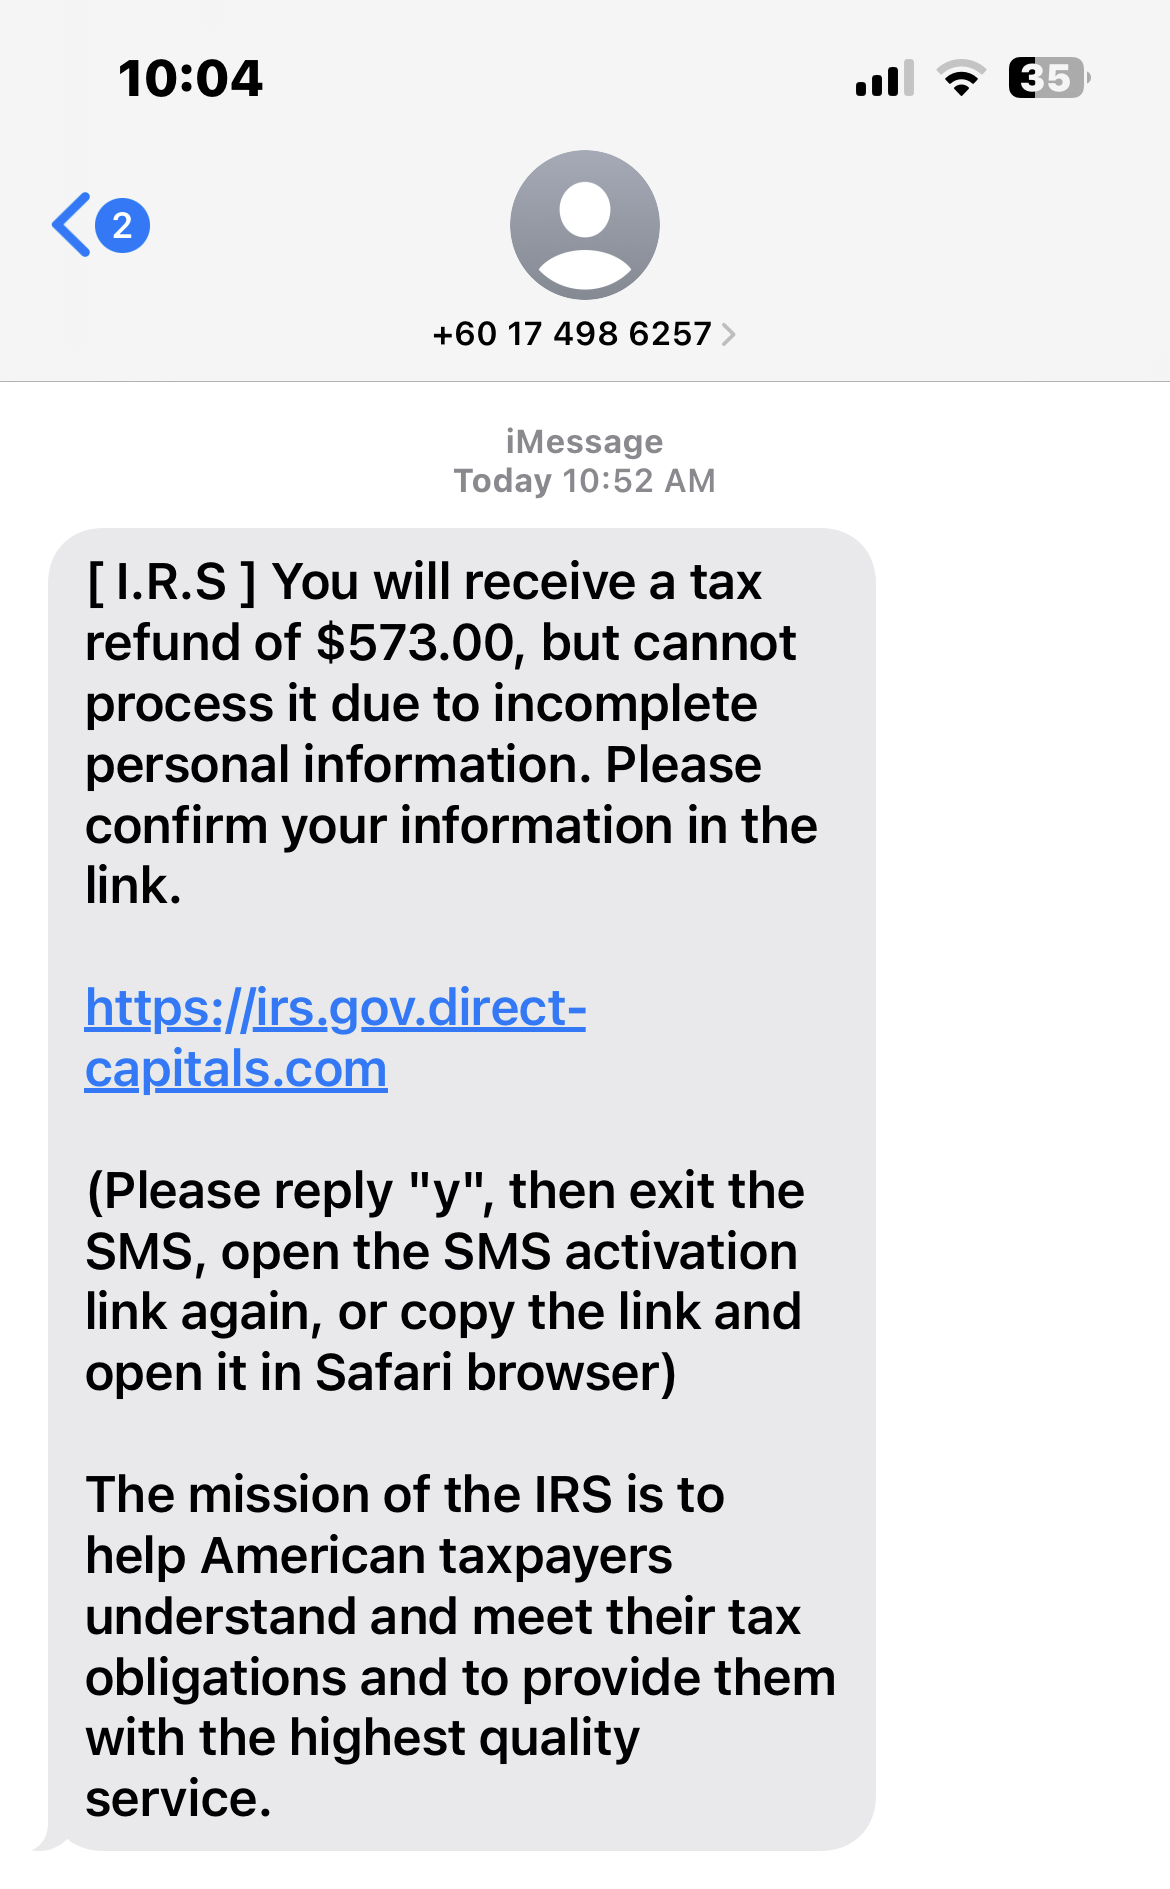 10:04
35
2
+60 17 498 6257
iMessage
Today 10:52 AM
[ I.R.S ] You will receive a tax
refund of $573.00, but cannot
process it due to incomplete
personal information. Please
confirm your information in the
link.
https://irs.gov.direct-
capitals.com
(Please reply "y", then exit the
SMS, open the SMS activation
link again, or copy the link and
open it in Safari browser)
The mission of the IRS is to
help American taxpayers
understand and meet their tax
obligations and to provide them
with the highest quality
service.